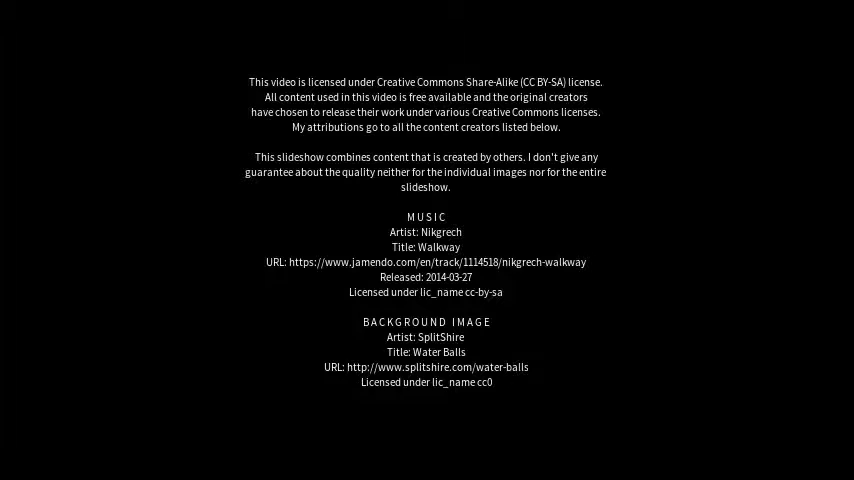 This video is licensed under Creative Commons Share-Alike (CC BY-SA) license.
All content used in this video is free available and the original creators
have chosen to release their work under various Creative Commons licenses.
My attributions go to all the content creators listed below.
This slideshow combines content that is created by others. I don't give any
guarantee about the quality neither for the individual images nor for the entire
slideshow.
MUSIC
Artist: Nikgrech
Title: Walkway
URL: https://www.jamendo.com/en/track/1114518/nikgrech-walkway
Released: 2014-03-27
Licensed under lic_name cc-by-sa
BACKGROUND IMAGE
Artist: SplitShire
Title: Water Balls
URL: http://www.splitshire.com/water-balls
Licensed under lic_name cc0